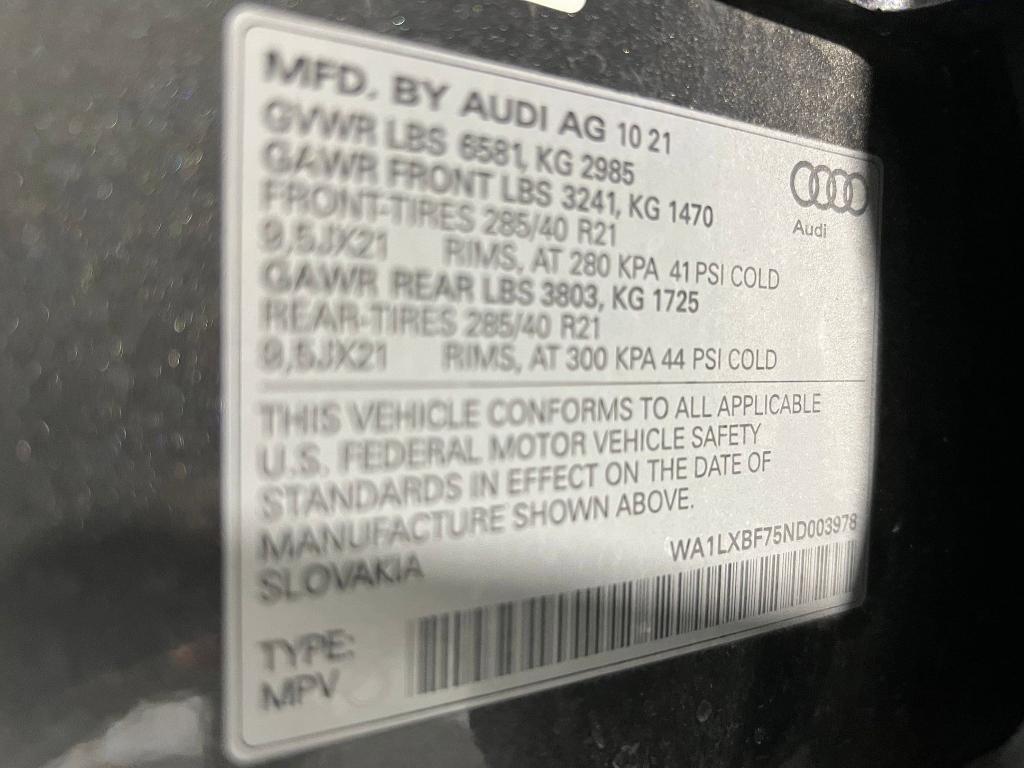 MFD. BY AUDI AG 10 21
GVWR LBS 6581, KG 2985
GAWR FRONT LBS 3241, KG 1470
FRONT-TIRES 285/40 R21
9,5JX21 RIMS, AT 280 KPA 41 PSI COLD
GAWR REAR LBS 3803, KG 1725
REAR-TIRES 285/40 R21
9,5JX21 RIMS, AT 300 KPA 44 PSI COLD
Audi
THIS VEHICLE CONFORMS TO ALL APPLICABLE
U.S. FEDERAL MOTOR VEHICLE SAFETY
STANDARDS IN EFFECT ON THE DATE OF
MANUFACTURE SHOWN ABOVE.
SLOVAKIA
WA1LXBF75ND003978
TYPE:
MPV